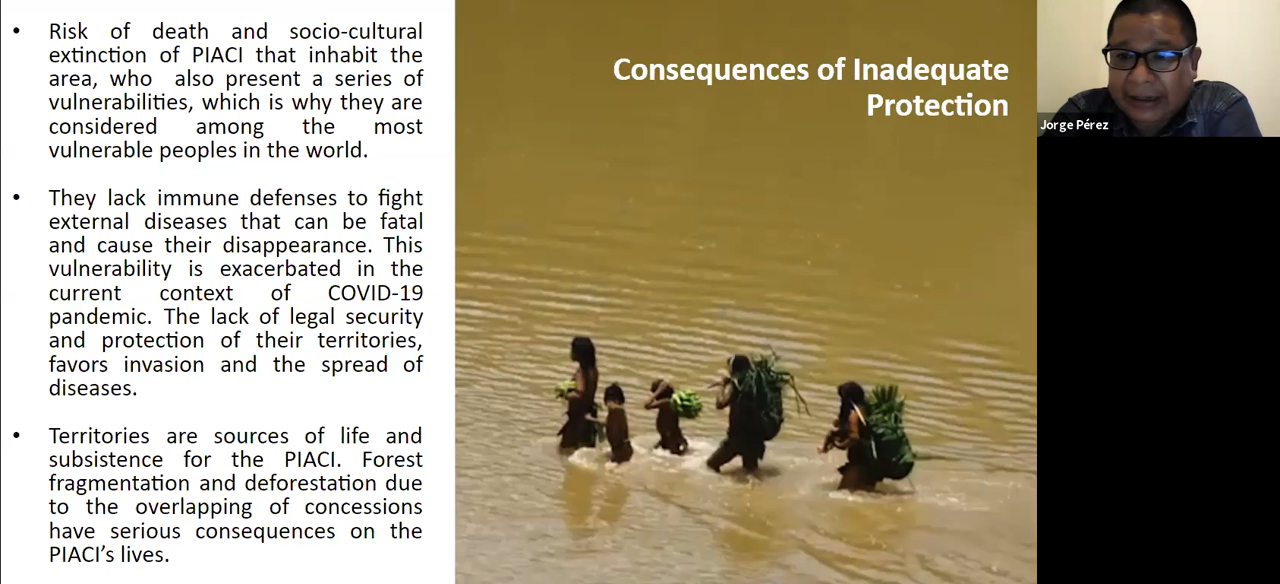 • Risk of death and socio-cultural
extinction of PIACI that inhabit the
area, who also present a series of
vulnerabilities, which is why they are
considered among the most
vulnerable peoples in the world.
• They lack immune defenses to fight
external diseases that can be fatal
and cause their disappearance. This
vulnerability is exacerbated in the
current context of COVID-19
pandemic. The lack of legal security
and protection of their territories,
favors invasion and the spread of
diseases.
• Territories are sources of life and
subsistence for the PIACI. Forest
fragmentation and deforestation due
to the overlapping of concessions
have serious consequences on the
PIACI's lives.
Consequences of Inadequate
Protection
Jorge Pérez